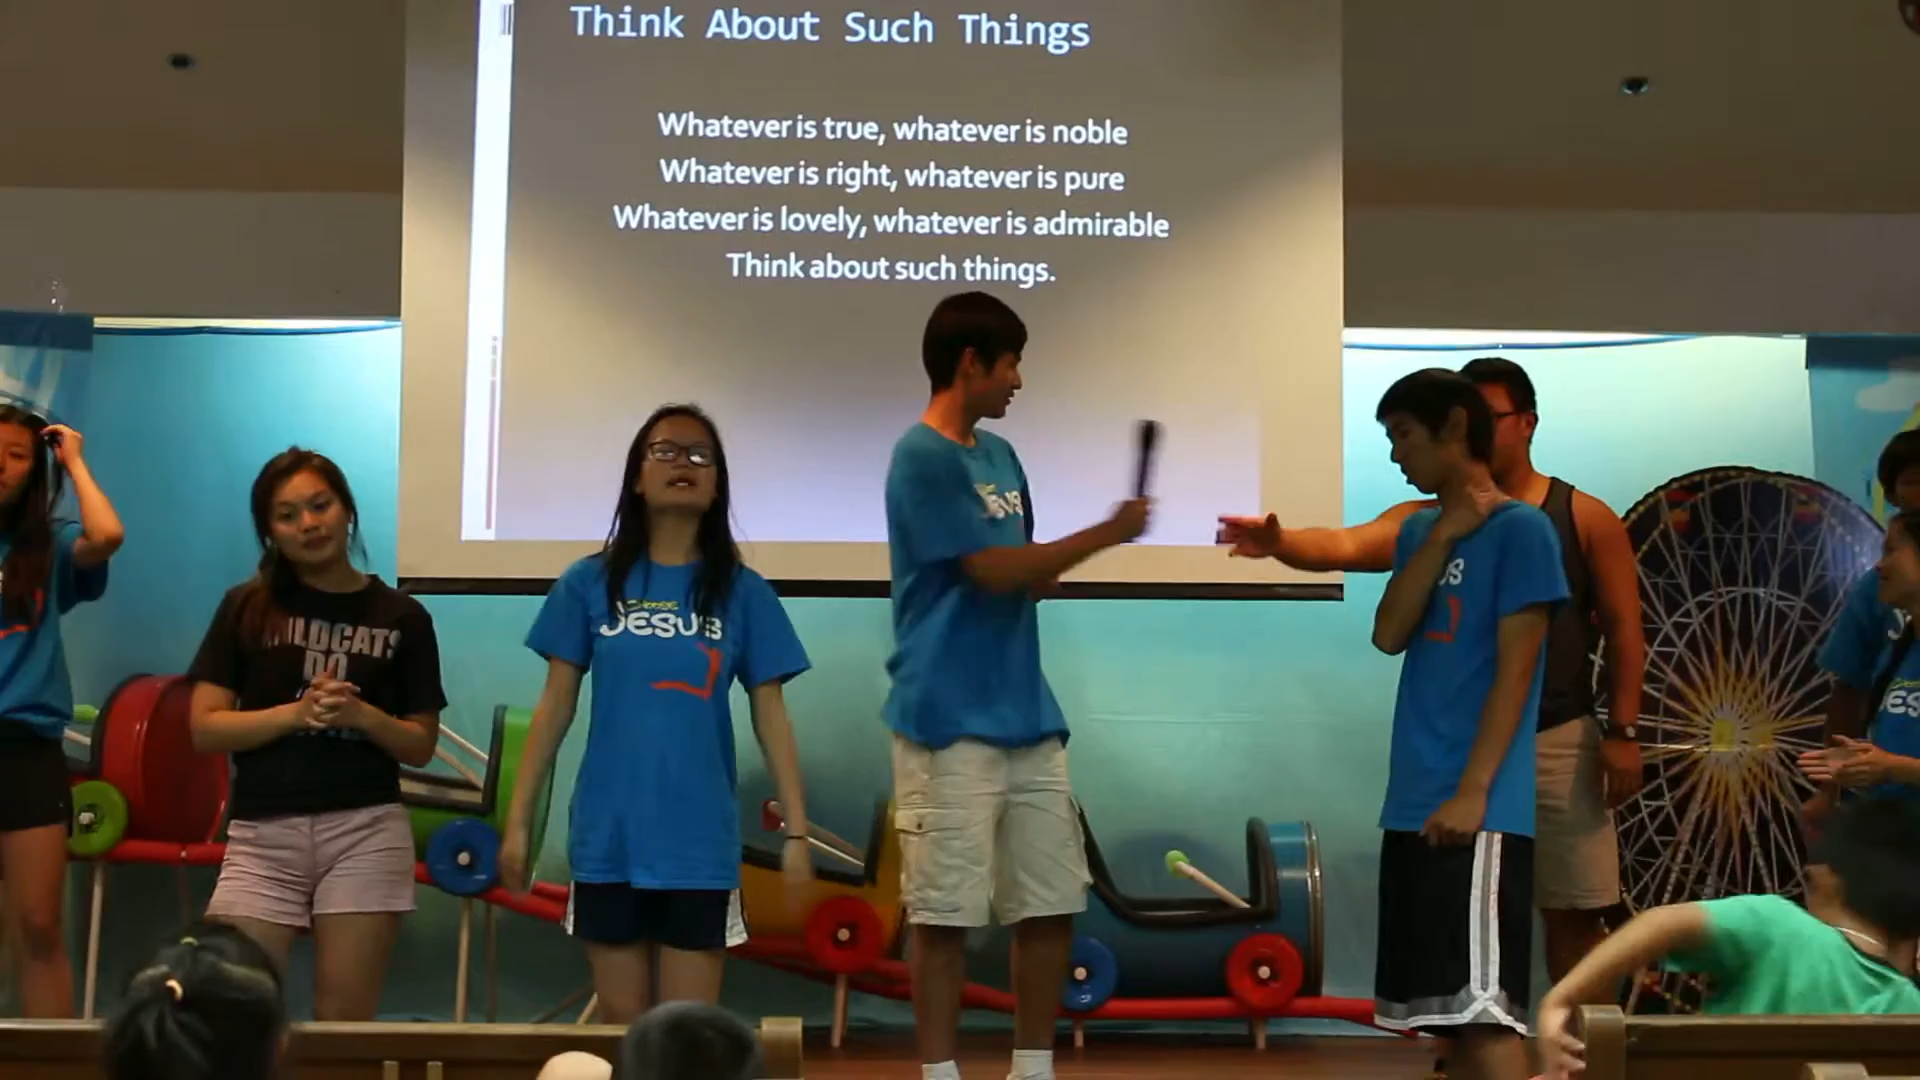 Think About Such Things
Whatever is true, whatever is noble
Whatever is right, whatever is pure
Whatever is lovely, whatever is admirable
Think about such things.
WILDCATS
DO
Choose
JESUS